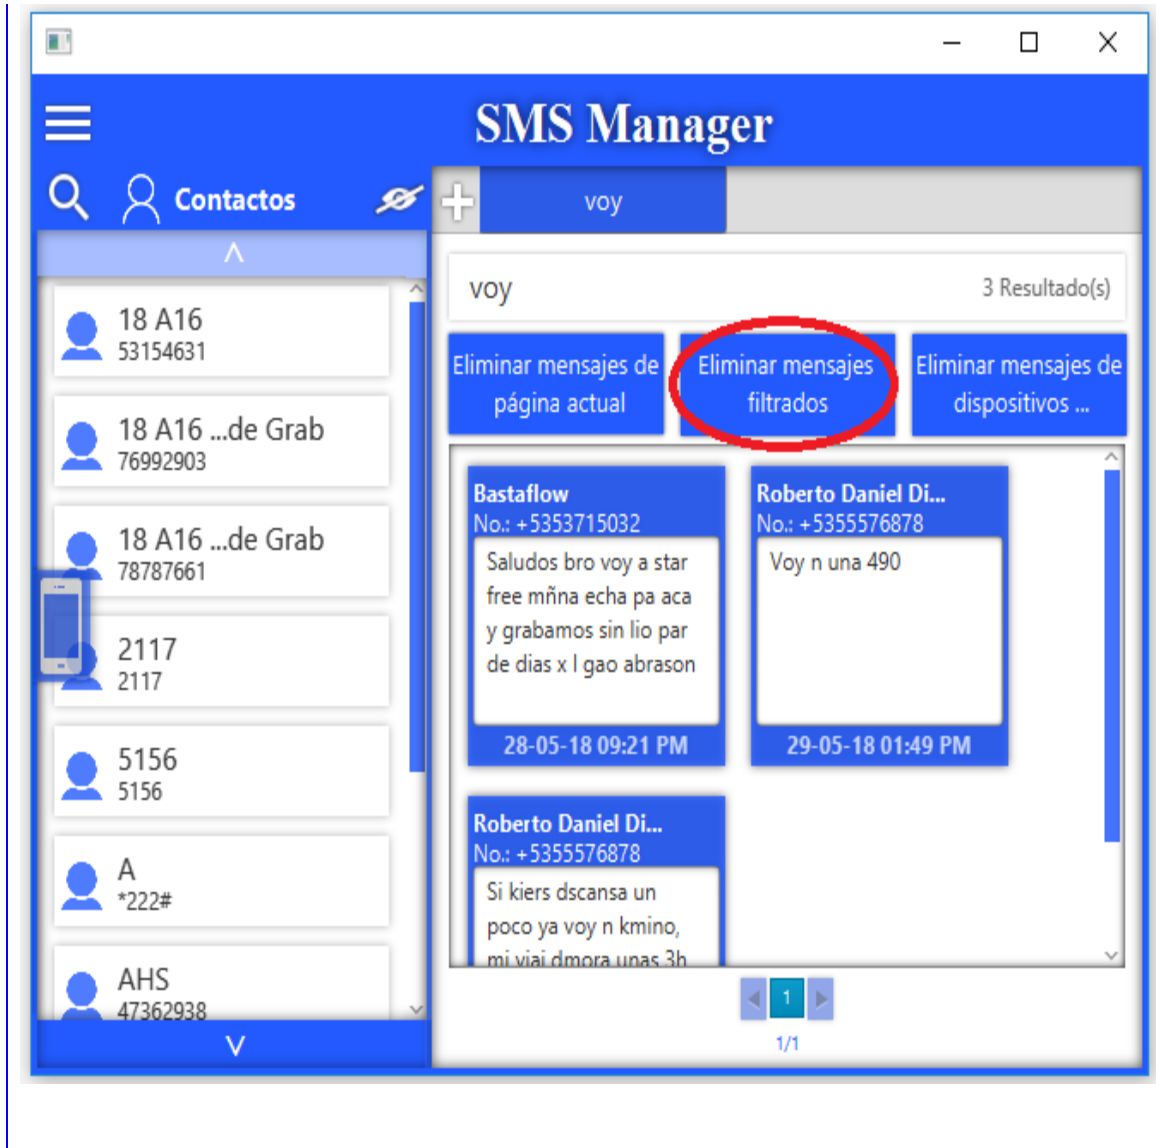 SMS Manager
Contactos
voy
18 A16
53154631
18 A16 ...de Grab
76992903
18 A16 ...de Grab
78787661
2117
2117
5156
5156
A
*222#
AHS
47362938
voy
3 Resultado(s)
Eliminar mensajes de
página actual
Eliminar mensajes
filtrados
Eliminar mensajes de
dispositivos ...
Bastaflow
No.: +5353715032
Saludos bro voy a star
free mñna echa pa aca
y grabamos sin lio par
de dias x l gao abrason
28-05-18 09:21 PM
Roberto Daniel Di...
No.: +5355576878
Voy n una 490
29-05-18 01:49 PM
Roberto Daniel Di...
No.: +5355576878
Si kiers dscansa un
poco ya voy n kmino,
mi viaj dmora unas 3h
1
1/1